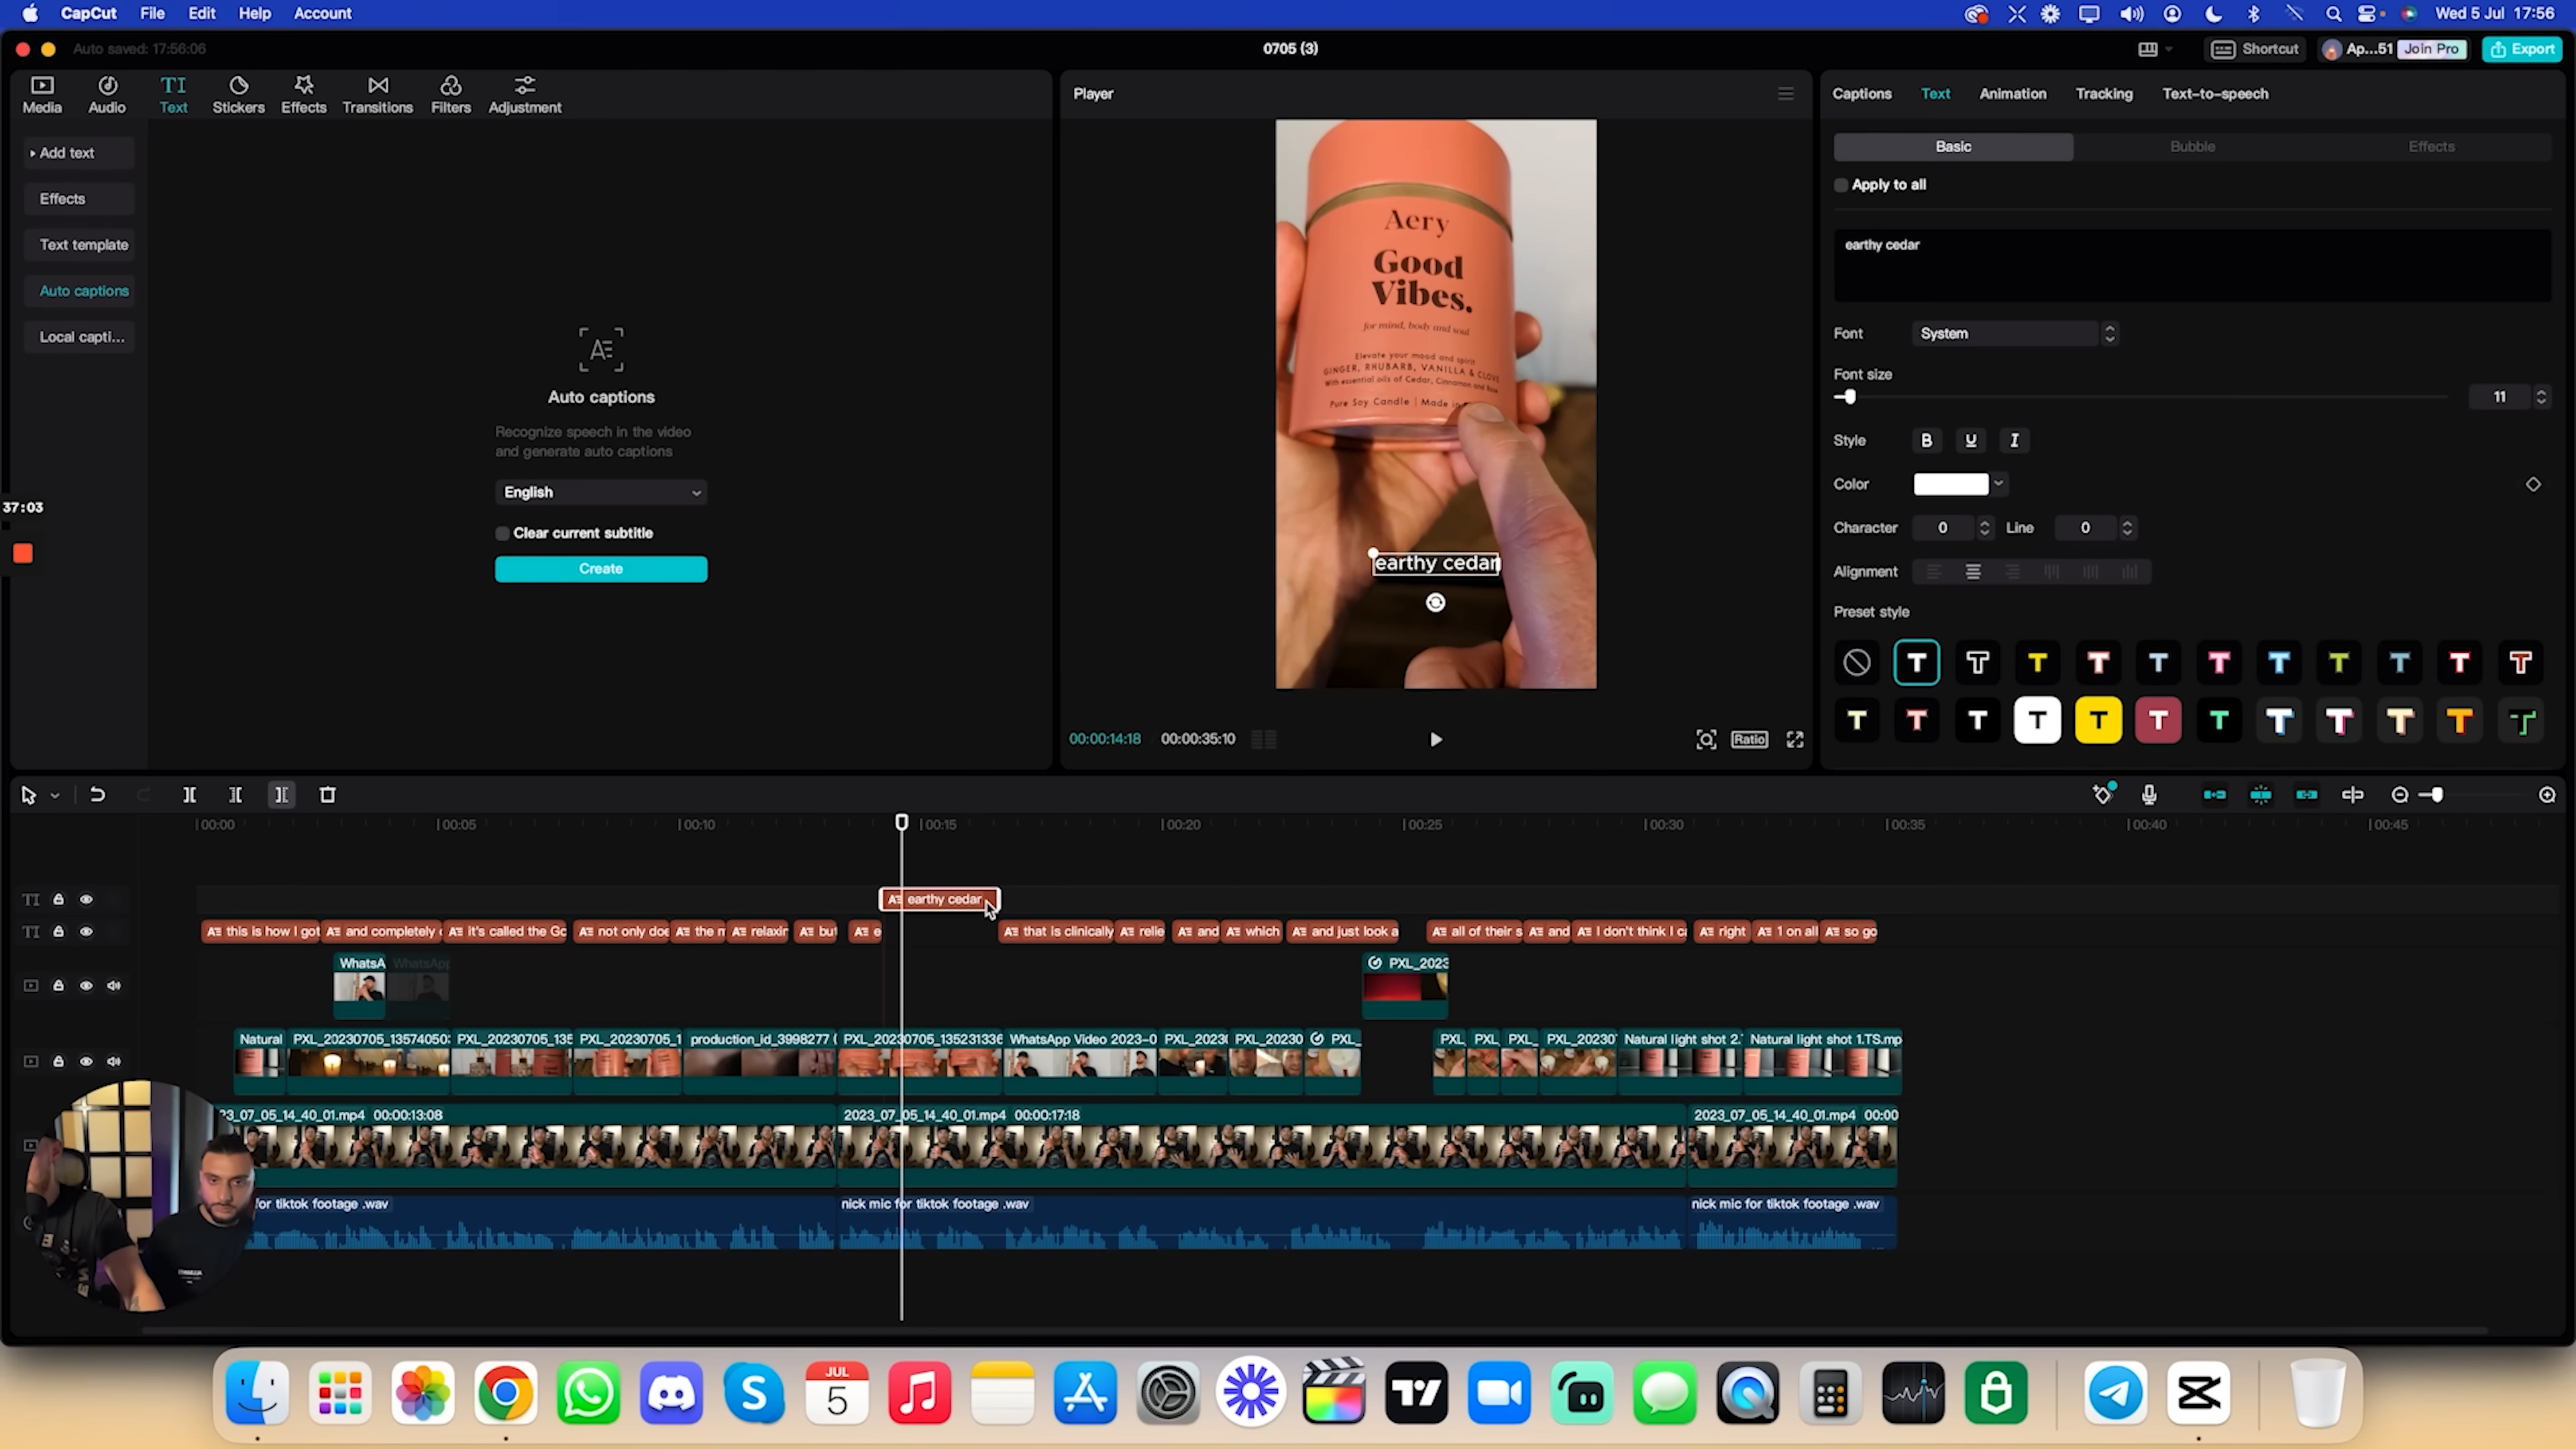 CapCut File Edit Help Account
Wed 5 Jul 17:56
Auto saved: 17:56:06
0705 (3)
Shortcut
Ap...51
Join Pro
Export
Media
Audio
TI
Text
Stickers
Effects
Transitions
Filters
Adjustment
Add text
Effects
Text template
Auto captions
Local capti...
37:03
Auto captions
Recognize speech in the video
and generate auto captions
English
Clear current subtitle
Create
Player
Aery
Good
Vibes.
for mind, body and soul
Elevate your mood and spirit
GINGER, RHUBARB, VANILLA & CLOVE
With essential oils of Cedar, Cinnamon and
Pure Soy Candle | Made in
earthy cedar
00:00:14:18 00:00:35:10
Ratio
Captions Text Animation Tracking Text-to-speech
Basic Bubble Effects
Apply to all
earthy cedar
Font System
Font size
11
Style B U I
Color
Character 0 Line 0
Alignment
Preset style
T T T T T T T T T T T
T T T T T T T T T T T T
00:00 00:05 00:10 00:15 00:20 00:25 00:30 00:35 00:40 00:45
TI
earthy cedar
TI
this is how I got and completely it's called the Go not only doe the m relaxin but e that is clinically relie and which and just look a all of their s and I don't think I ca right 1 on all so go
WhatsA WhatsApp PXL_2023
Natural PXL_20230705_135740503 PXL_20230705_135 PXL_20230705_1 production_id_3998277 ( PXL_20230705_135231336 WhatsApp Video 2023-0 PXL_2023 PXL_20230 PXL_ PXL_ PXL_ PXL_ PXL_20230 Natural light shot 2. Natural light shot 1.TS.mp
23_07_05_14_40_01.mp4 00:00:13:08 2023_07_05_14_40_01.mp4 00:00:17:18 2023_07_05_14_40_01.mp4 00:00
for tiktok footage .wav nick mic for tiktok footage .wav nick mic for tiktok footage .wav
JUL
5